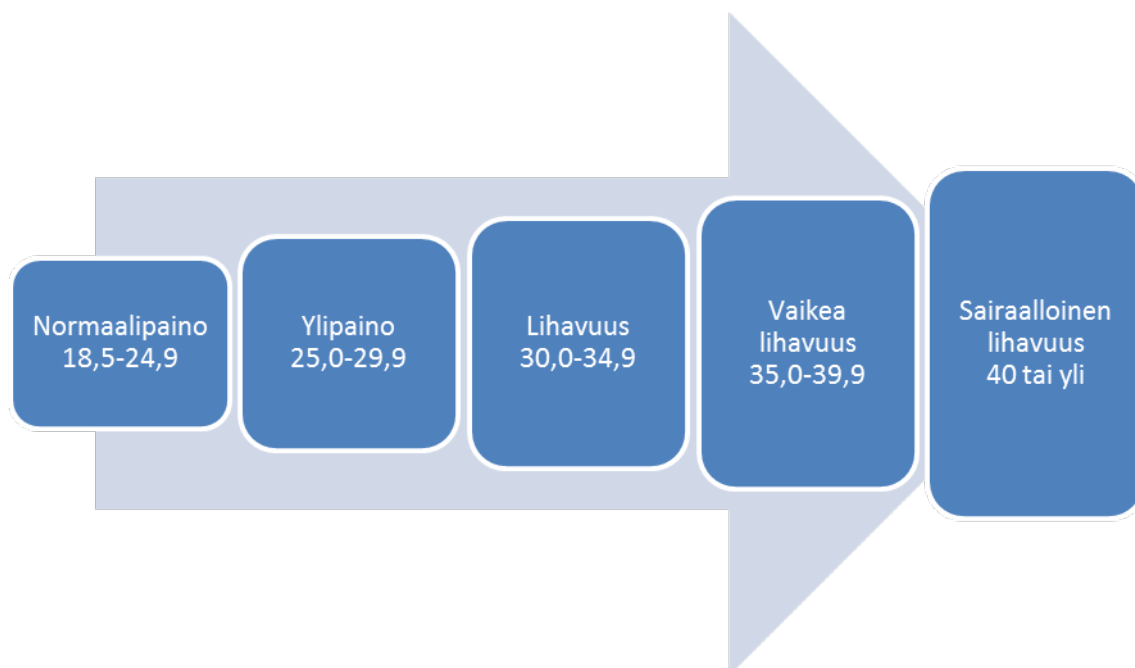 Normaalipaino
18,5-24,9
Ylipaino
25,0-29,9
Lihavuus
30,0-34,9
Vaikea
lihavuus
35,0-39,9
Sairaalloinen
lihavuus
40 tai yli